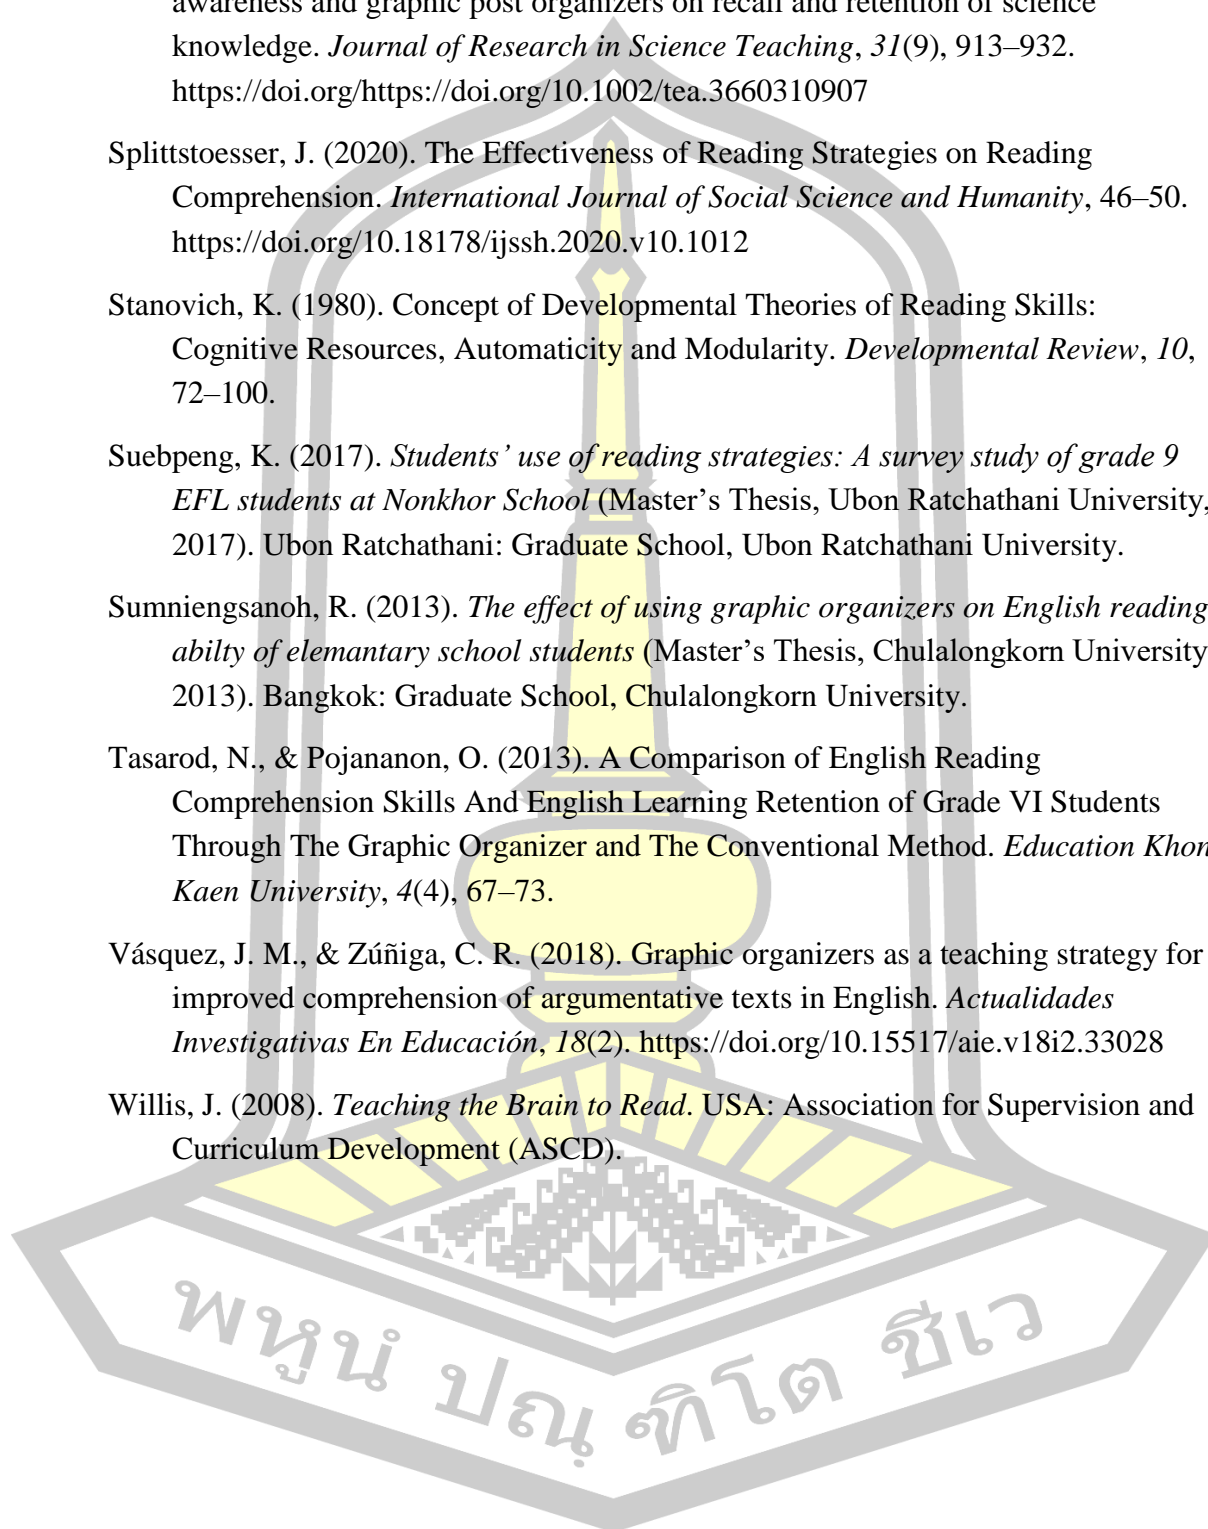 awareness and graphic post organizers on recall and retention of science
knowledge. Journal of Research in Science Teaching, 31(9), 913–932.
https://doi.org/https://doi.org/10.1002/tea.3660310907
Splittstoesser, J. (2020). The Effectiveness of Reading Strategies on Reading
Comprehension. International Journal of Social Science and Humanity, 46–50.
https://doi.org/10.18178/ijssh.2020.v10.1012
Stanovich, K. (1980). Concept of Developmental Theories of Reading Skills:
Cognitive Resources, Automaticity and Modularity. Developmental Review, 10,
72–100.
Suebpeng, K. (2017). Students’ use of reading strategies: A survey study of grade 9
EFL students at Nonkhor School (Master’s Thesis, Ubon Ratchathani University,
2017). Ubon Ratchathani: Graduate School, Ubon Ratchathani University.
Sumniengsanoh, R. (2013). The effect of using graphic organizers on English reading
abilty of elemantary school students (Master’s Thesis, Chulalongkorn University
2013). Bangkok: Graduate School, Chulalongkorn University.
Tasarod, N., & Pojananon, O. (2013). A Comparison of English Reading
Comprehension Skills And English Learning Retention of Grade VI Students
Through The Graphic Organizer and The Conventional Method. Education Khon
Kaen University, 4(4), 67–73.
Vásquez, J. M., & Zúñiga, C. R. (2018). Graphic organizers as a teaching strategy for
improved comprehension of argumentative texts in English. Actualidades
Investigativas En Educación, 18(2). https://doi.org/10.15517/aie.v18i2.33028
Willis, J. (2008). Teaching the Brain to Read. USA: Association for Supervision and
Curriculum Development (ASCD).
พหูนํ ปณฺฑิโต ชีเว